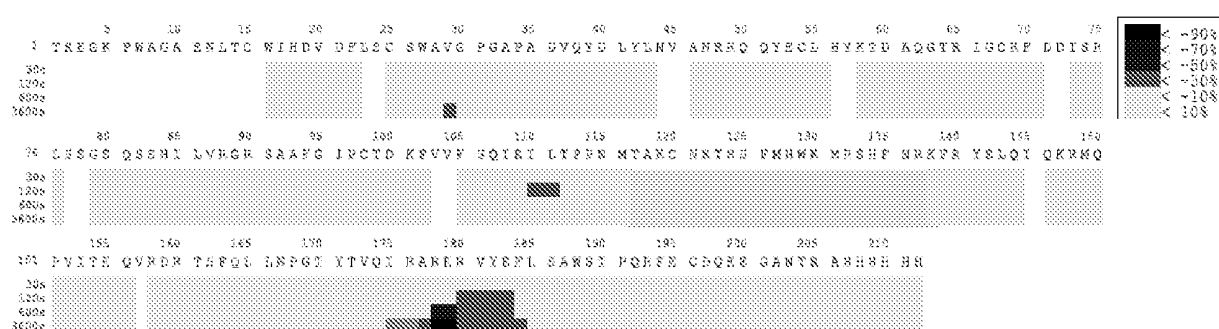 5 10 15 20 25 30 35 40 45 50 55 60 65 70 75
1 TREGK PWAGA ENLTC WIHDV DFLSC SWAVG PGAPA DVQYD LYLNV ANRRQ QYECL HYKTD AQGTR IGCRF DDISR
30s
120s
600s
3600s
< -90%
< -70%
< -50%
< -30%
< -10%
< 10%
80 85 90 95 100 105 110 115 120 125 130 135 140 145 150
76 LSSGS QSSHI LVRGR SAAFG IPCTD KFVVF SQIEI LTPPN MTAKC NKTHS FMHWK MRSHF NRKFR YELQI QKRMQ
30s
120s
600s
3600s
155 160 165 170 175 180 185 190 195 200 205 210
151 PVITE QVRDR TSFQL LNPGT YTVQI RARER VYEFL SAWST PQRFE CDQEE GANTR ASHHH HH
30s
120s
600s
3600s